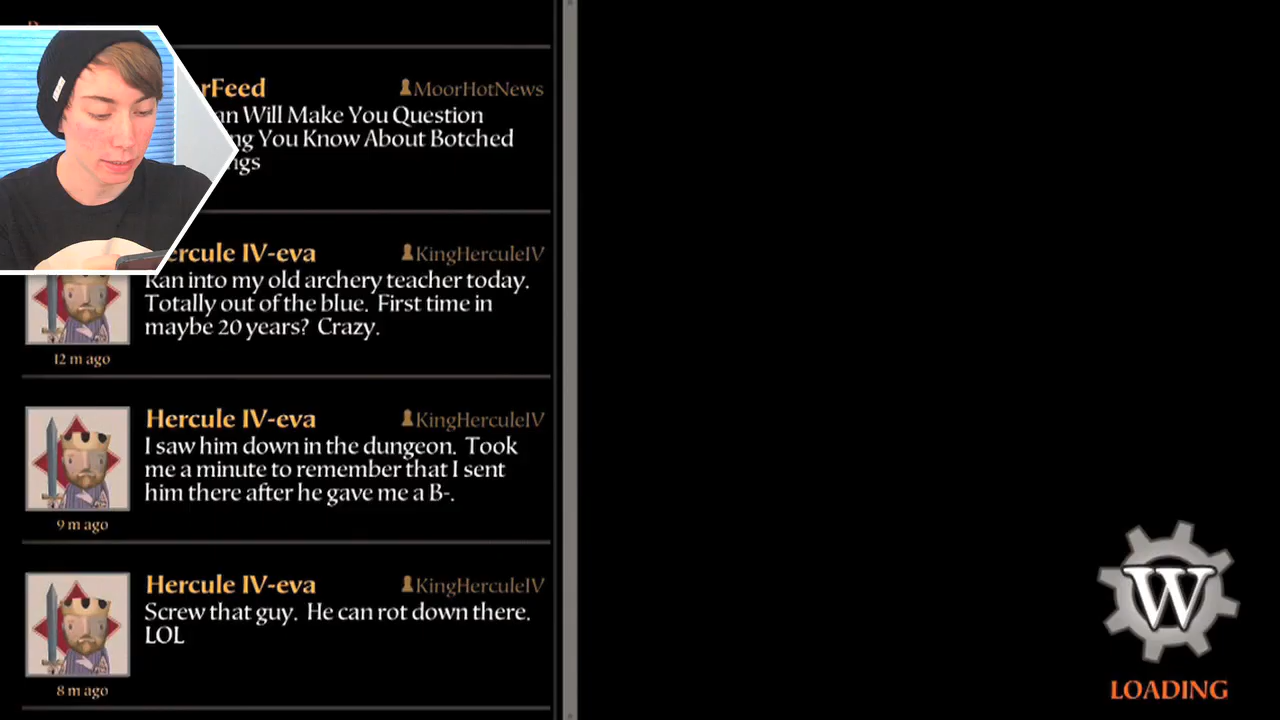 rFeed
MoorHotNews
Will Make You Question
You Know About Botched
Hercule IV-eva
KingHerculeIV
Ran into my old archery teacher today.
Totally out of the blue. First time in
maybe 20 years? Crazy.
12 m ago
Hercule IV-eva
KingHerculeIV
I saw him down in the dungeon. Took
me a minute to remember that I sent
him there after he gave me a B-.
9 m ago
Hercule IV-eva
KingHerculeIV
Screw that guy. He can rot down there.
LOL
8 m ago
W
LOADING